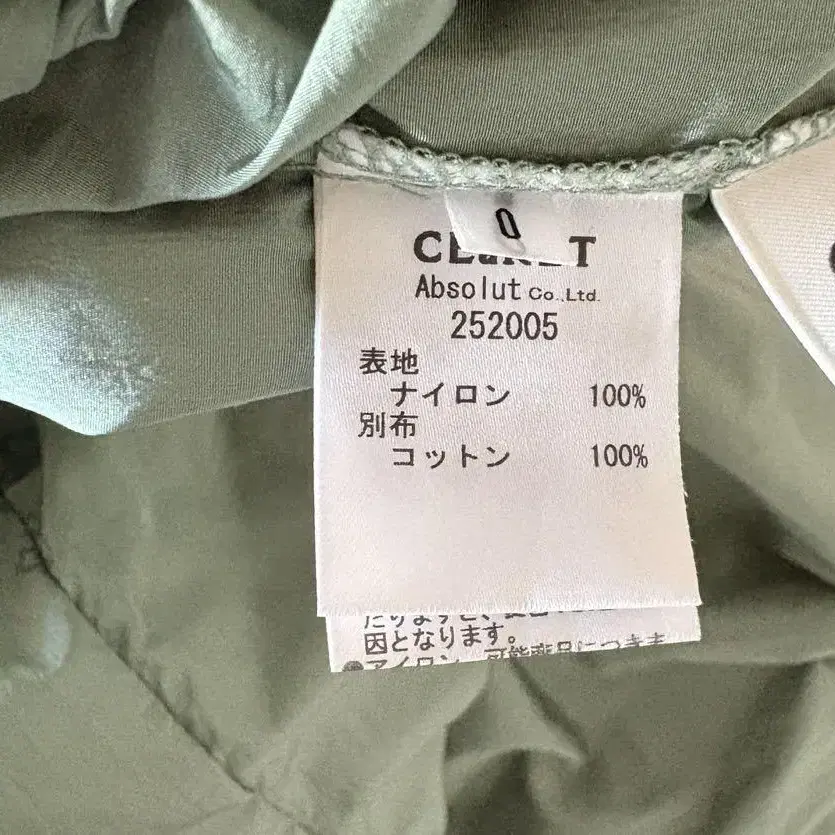 0
Absolut Co.,Ltd.
252005
表地
ナイロン 100%
別布
コットン 100%
因となります。